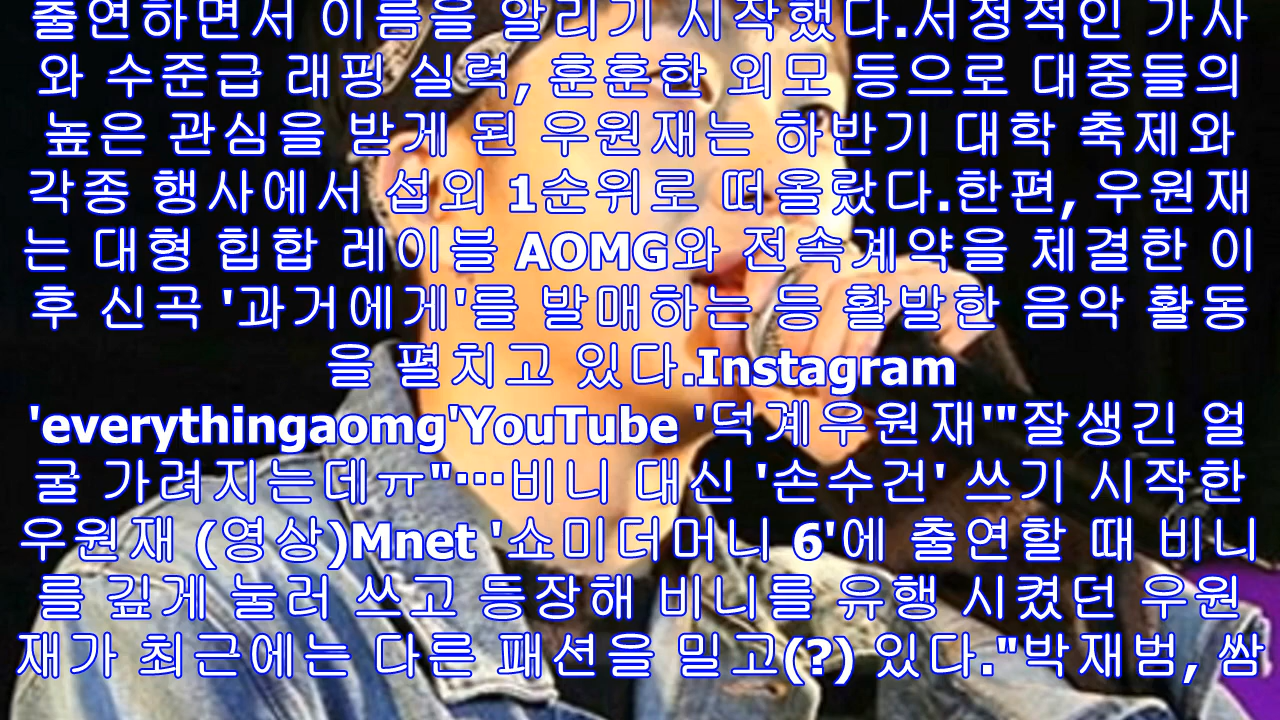 출연하면서 이름을 알리기 시작했다.서정적인 가사
와 수준급 래핑 실력, 훈훈한 외모 등으로 대중들의
높은 관심을 받게 된 우원재는 하반기 대학 축제와
각종 행사에서 섭외 1순위로 떠올랐다.한편, 우원재
는 대형 힙합 레이블 AOMG와 전속계약을 체결한 이
후 신곡 '과거에게'를 발매하는 등 활발한 음악 활동
을 펼치고 있다.Instagram
'everythingaomg'YouTube '덕계우원재'"잘생긴 얼
굴 가려지는데ㅠ"…비니 대신 '손수건' 쓰기 시작한
우원재 (영상)Mnet '쇼미더머니 6'에 출연할 때 비니
를 깊게 눌러 쓰고 등장해 비니를 유행 시켰던 우원
재가 최근에는 다른 패션을 밀고(?) 있다."박재범, 쌈